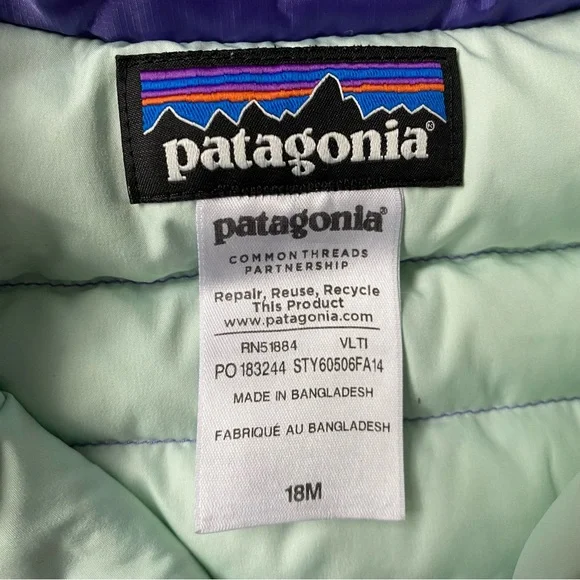 patagonia®
patagonia®
COMMON THREADS
PARTNERSHIP
Repair, Reuse, Recycle
This Product
www.patagonia.com
RN51884 VLTI
PO 183244 STY60506FA14
MADE IN BANGLADESH
FABRIQUÉ AU BANGLADESH
18M